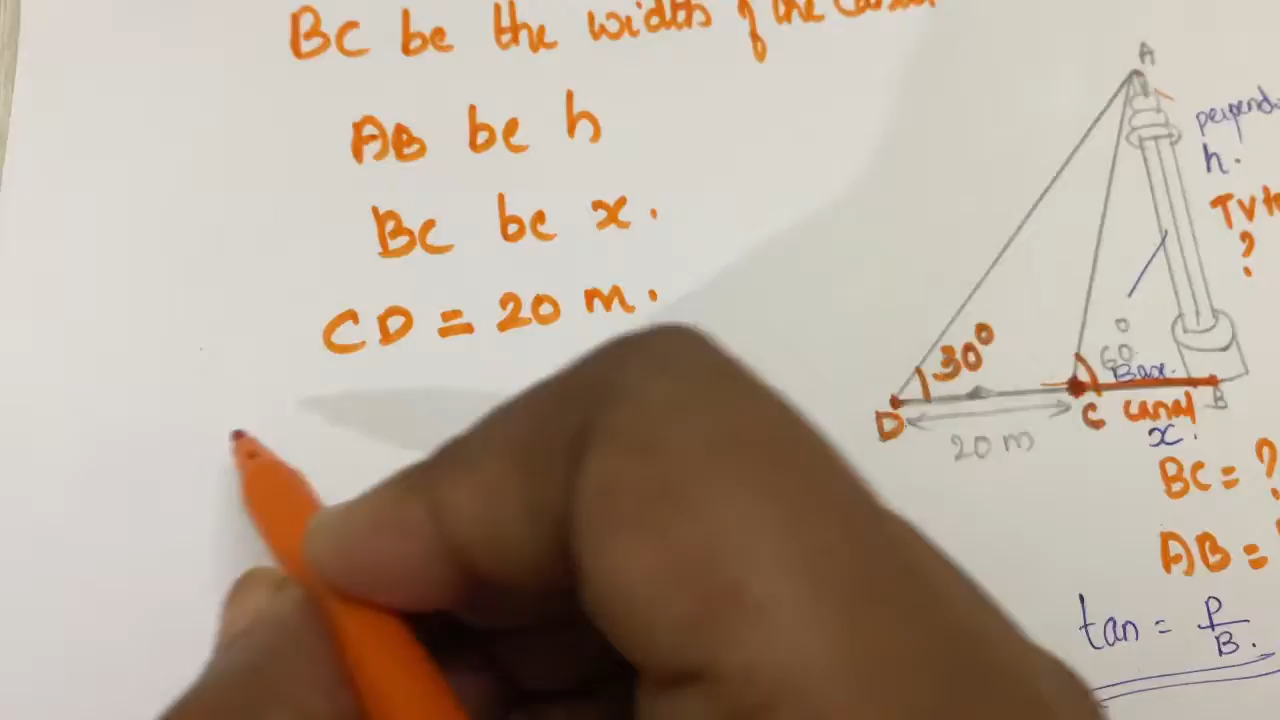 BC be the width of the canal
AB be h
BC be x.
CD = 20 m.
A
h.
TV
?
30°
60°
Base.
D
C
canal
B
20 m
x.
BC = ?
AB =
tan = P/B.